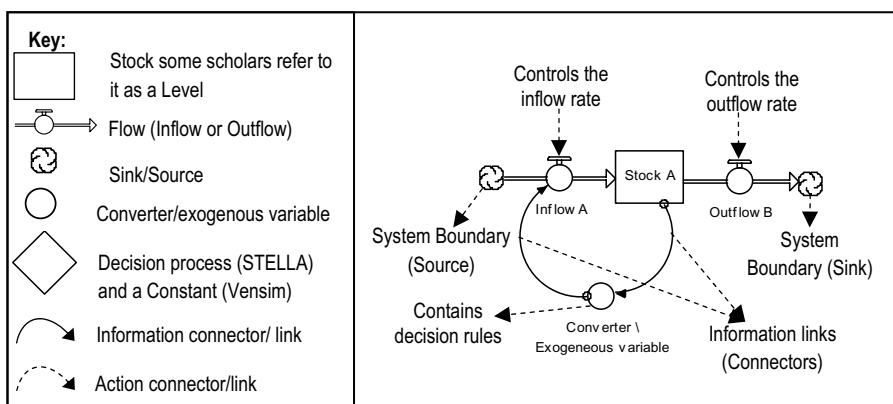 Key:
Stock some scholars refer to
it as a Level
Flow (Inflow or Outflow)
Sink/Source
Converter/exogenous variable
Decision process (STELLA)
and a Constant (Vensim)
Information connector/ link
Action connector/link
Controls the
inflow rate
Controls the
outflow rate
Stock A
Inflow A
Outflow B
System Boundary
(Source)
System
Boundary (Sink)
Contains
decision rules
Converter \
Exogeneous variable
Information links
(Connectors)